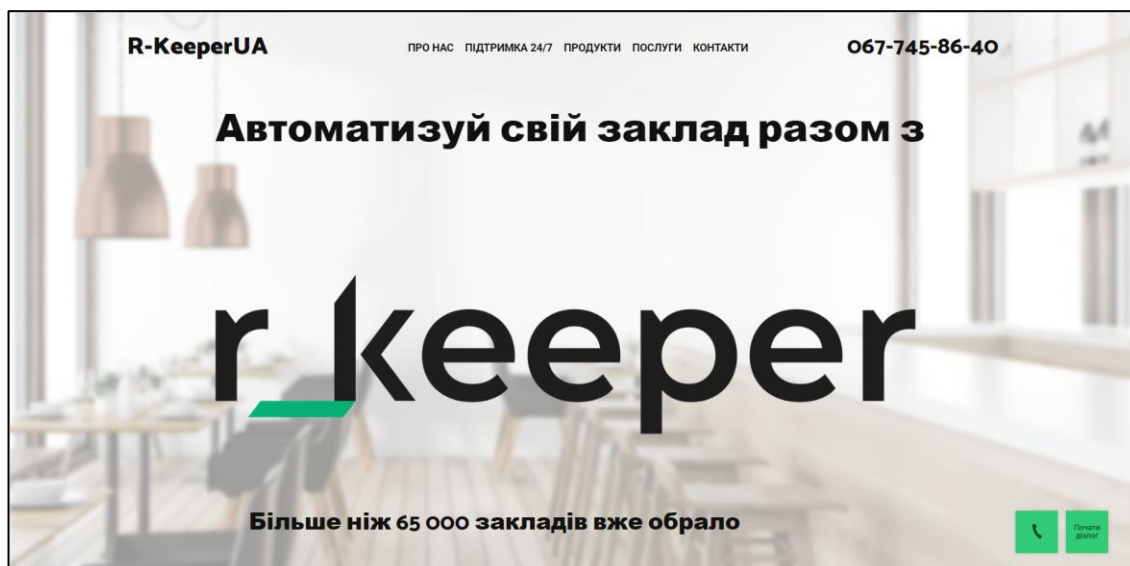 R-KeeperUA
ПРО НАС ПІДТРИМКА 24/7 ПРОДУКТИ ПОСЛУГИ КОНТАКТИ
067-745-86-40
Автоматизуй свій заклад разом з
r_keeper
Більше ніж 65 000 закладів вже обрало
Почати
діалог